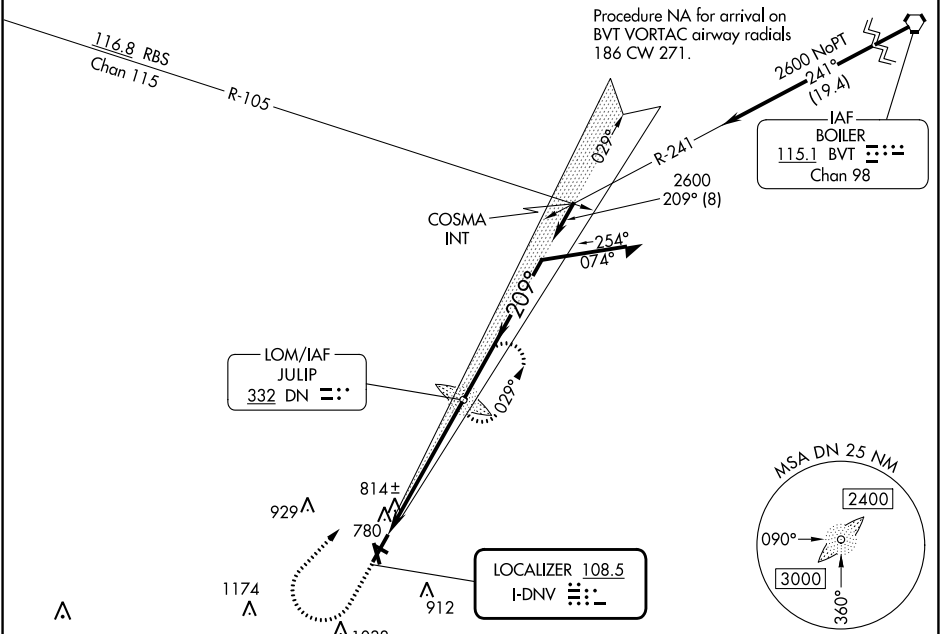 Procedure NA for arrival on
BVT VORTAC airway radials
186 CW 271.
116.8 RBS
Chan 115
R-105
2600 NoPT
241°
(19.4)
IAF
BOILER
115.1 BVT
Chan 98
029°
R-241
2600
209° (8)
COSMA
INT
254°
074°
209°
LOM/IAF
JULIP
332 DN
029°
MSA DN 25 NM
2400
090°
3000
360°
814±
929
780
LOCALIZER 108.5
I-DNV
1174
912